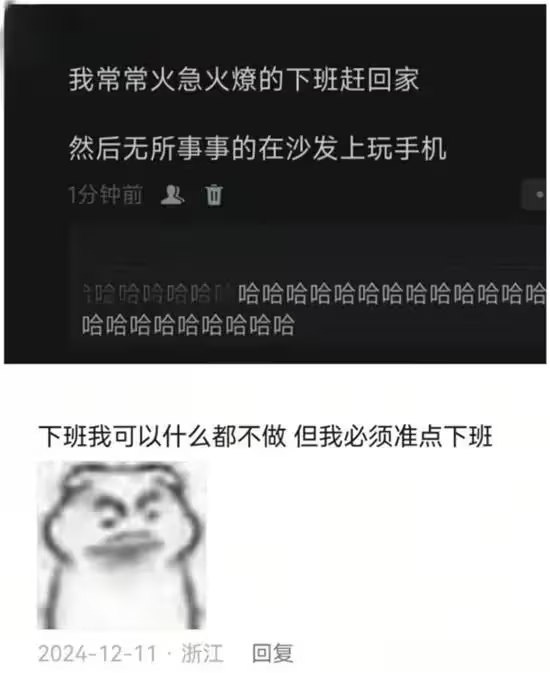 我常常火急火燎的下班赶回家
然后无所事事的在沙发上玩手机
1分钟前
哈哈哈哈哈哈哈哈哈哈哈哈哈哈哈哈哈哈
哈哈哈哈哈哈哈哈哈
下班我可以什么都不做 但我必须准点下班
2024-12-11 · 浙江 回复